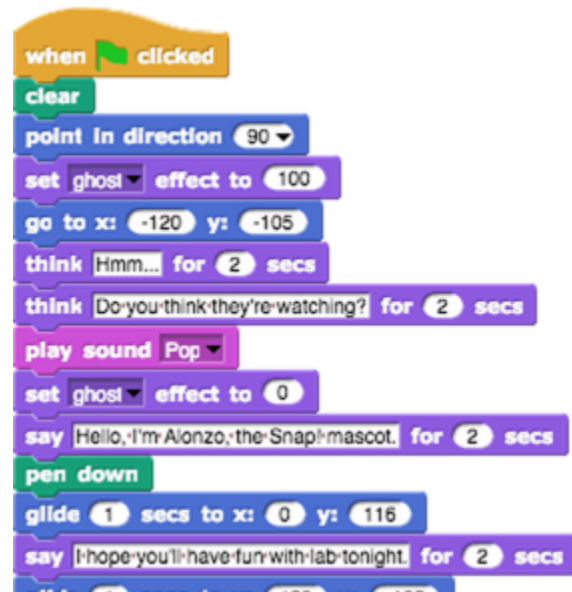 when clicked
clear
point in direction 90
set ghost effect to 100
go to x: -120 y: -105
think Hmm... for 2 secs
think Do you think they're watching? for 2 secs
play sound Pop
set ghost effect to 0
say Hello, I'm Alonzo, the Snap! mascot. for 2 secs
pen down
glide 1 secs to x: 0 y: 116
say I hope you'll have fun with lab tonight. for 2 secs